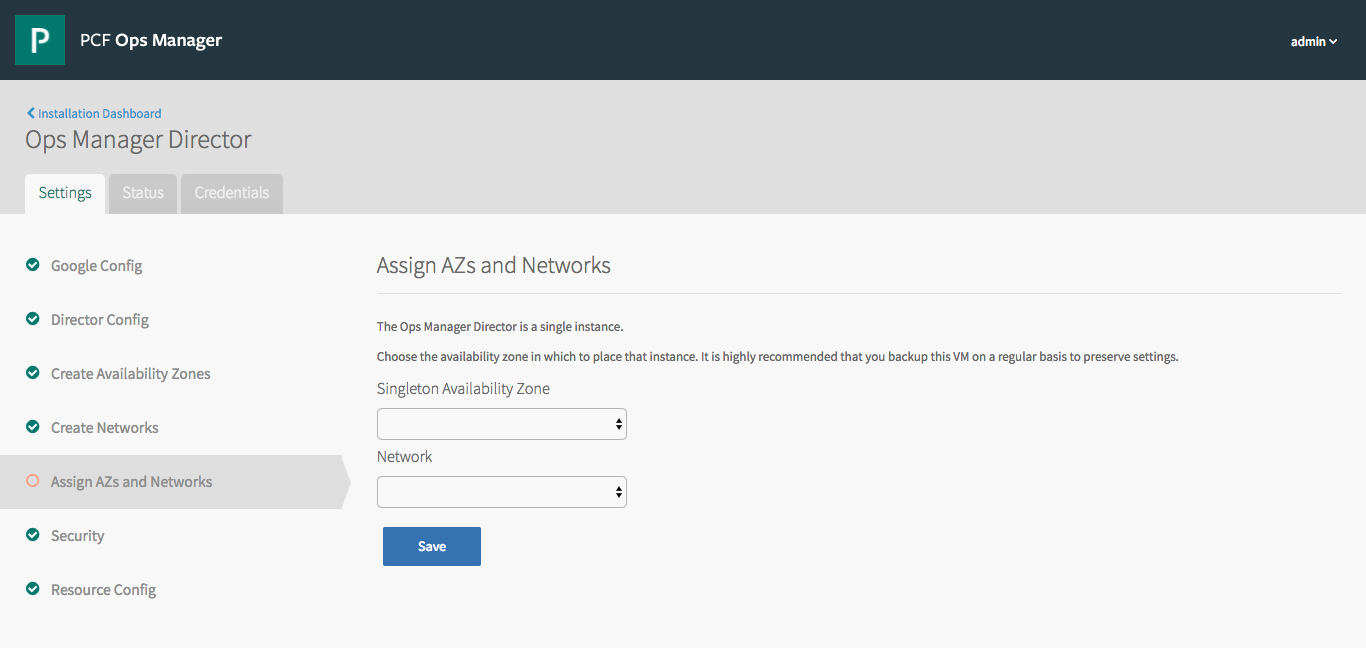 P
PCF Ops Manager
admin
Installation Dashboard
Ops Manager Director
Settings
Status
Credentials
Google Config
Director Config
Create Availability Zones
Create Networks
Assign AZs and Networks
Security
Resource Config
Assign AZs and Networks
The Ops Manager Director is a single instance.
Choose the availability zone in which to place that instance. It is highly recommended that you backup this VM on a regular basis to preserve settings.
Singleton Availability Zone
Network
Save